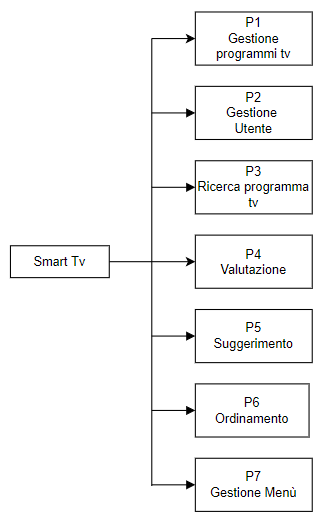 P1
Gestione
programmi tv
P2
Gestione
Utente
P3
Ricerca programma
tv
Smart Tv
P4
Valutazione
P5
Suggerimento
P6
Ordinamento
P7
Gestione Menù